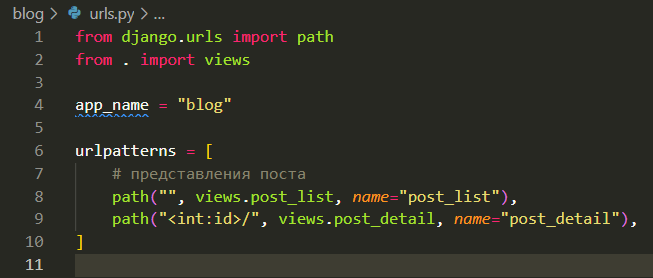 blog > urls.py > ...
1 from django.urls import path
2 from . import views
3
4 app_name = "blog"
5
6 urlpatterns = [
7     # представления поста
8     path("", views.post_list, name="post_list"),
9     path("<int:id>/", views.post_detail, name="post_detail"),
10 ]
11